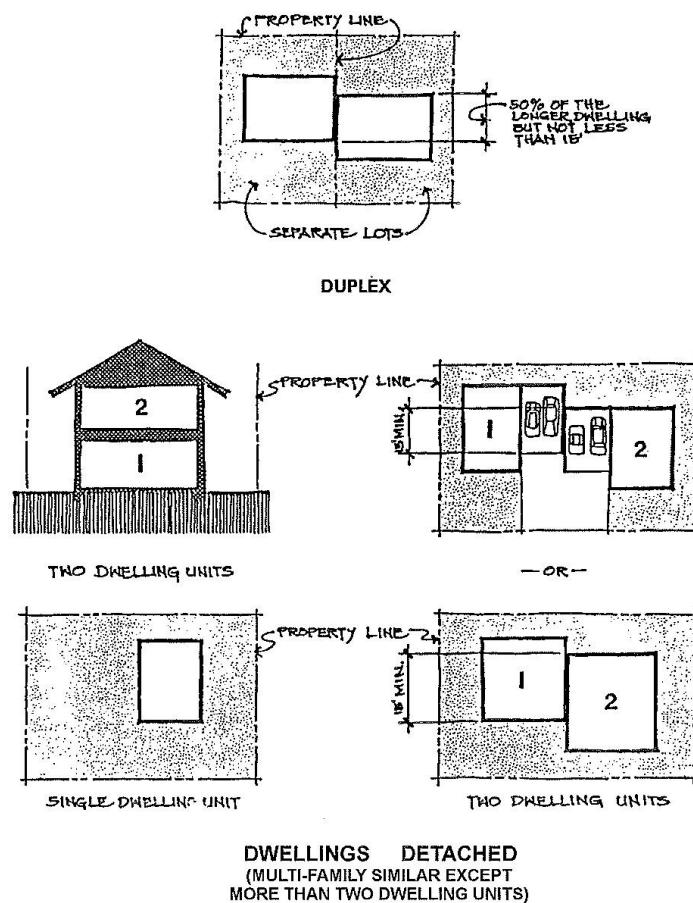 PROPERTY LINE
50% OF THE
LONGER DWELLING
BUT NOT LESS
THAN 15'
SEPARATE LOTS
DUPLEX
2
1
PROPERTY LINE
15' MIN.
1
2
TWO DWELLING UNITS
—OR—
PROPERTY LINE
15' MIN.
1
2
SINGLE DWELLING UNIT
TWO DWELLING UNITS
DWELLINGS DETACHED
(MULTI-FAMILY SIMILAR EXCEPT
MORE THAN TWO DWELLING UNITS)